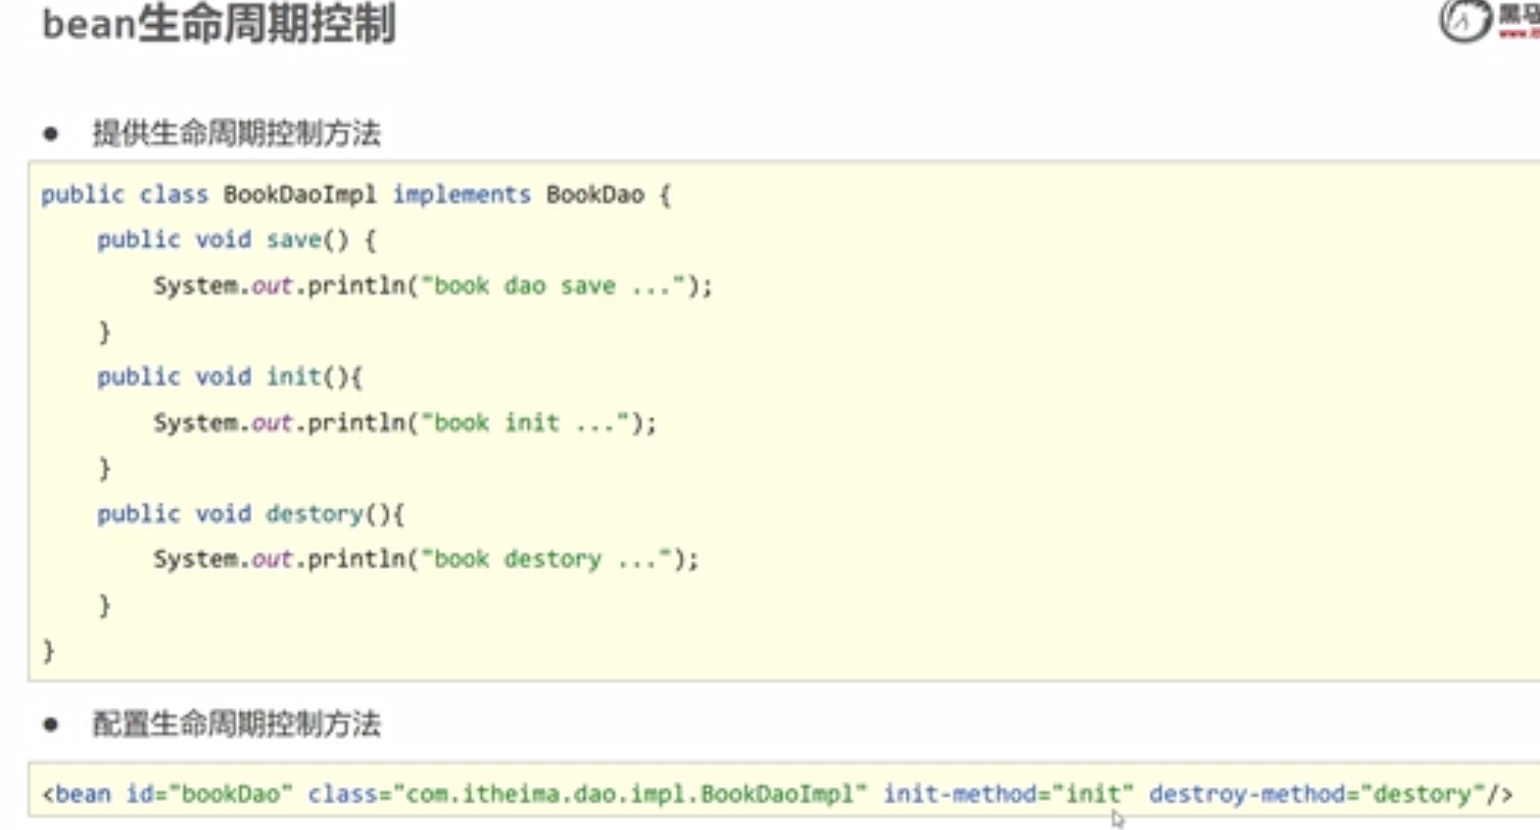 bean生命周期控制
黑马
● 提供生命周期控制方法
public class BookDaoImpl implements BookDao {
    public void save() {
        System.out.println("book dao save ...");
    }
    public void init(){
        System.out.println("book init ...");
    }
    public void destory(){
        System.out.println("book destory ...");
    }
}
● 配置生命周期控制方法
<bean id="bookDao" class="com.itheima.dao.impl.BookDaoImpl" init-method="init" destroy-method="destory"/>